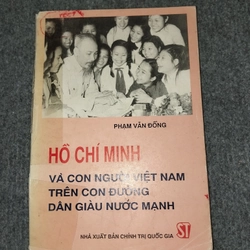 PHẠM VĂN ĐỒNG
HỒ CHÍ MINH
VÀ CON NGƯỜI VIỆT NAM
TRÊN CON ĐƯỜNG
DÂN GIÀU NƯỚC MẠNH
NHÀ XUẤT BẢN CHÍNH TRỊ QUỐC GIA
ST